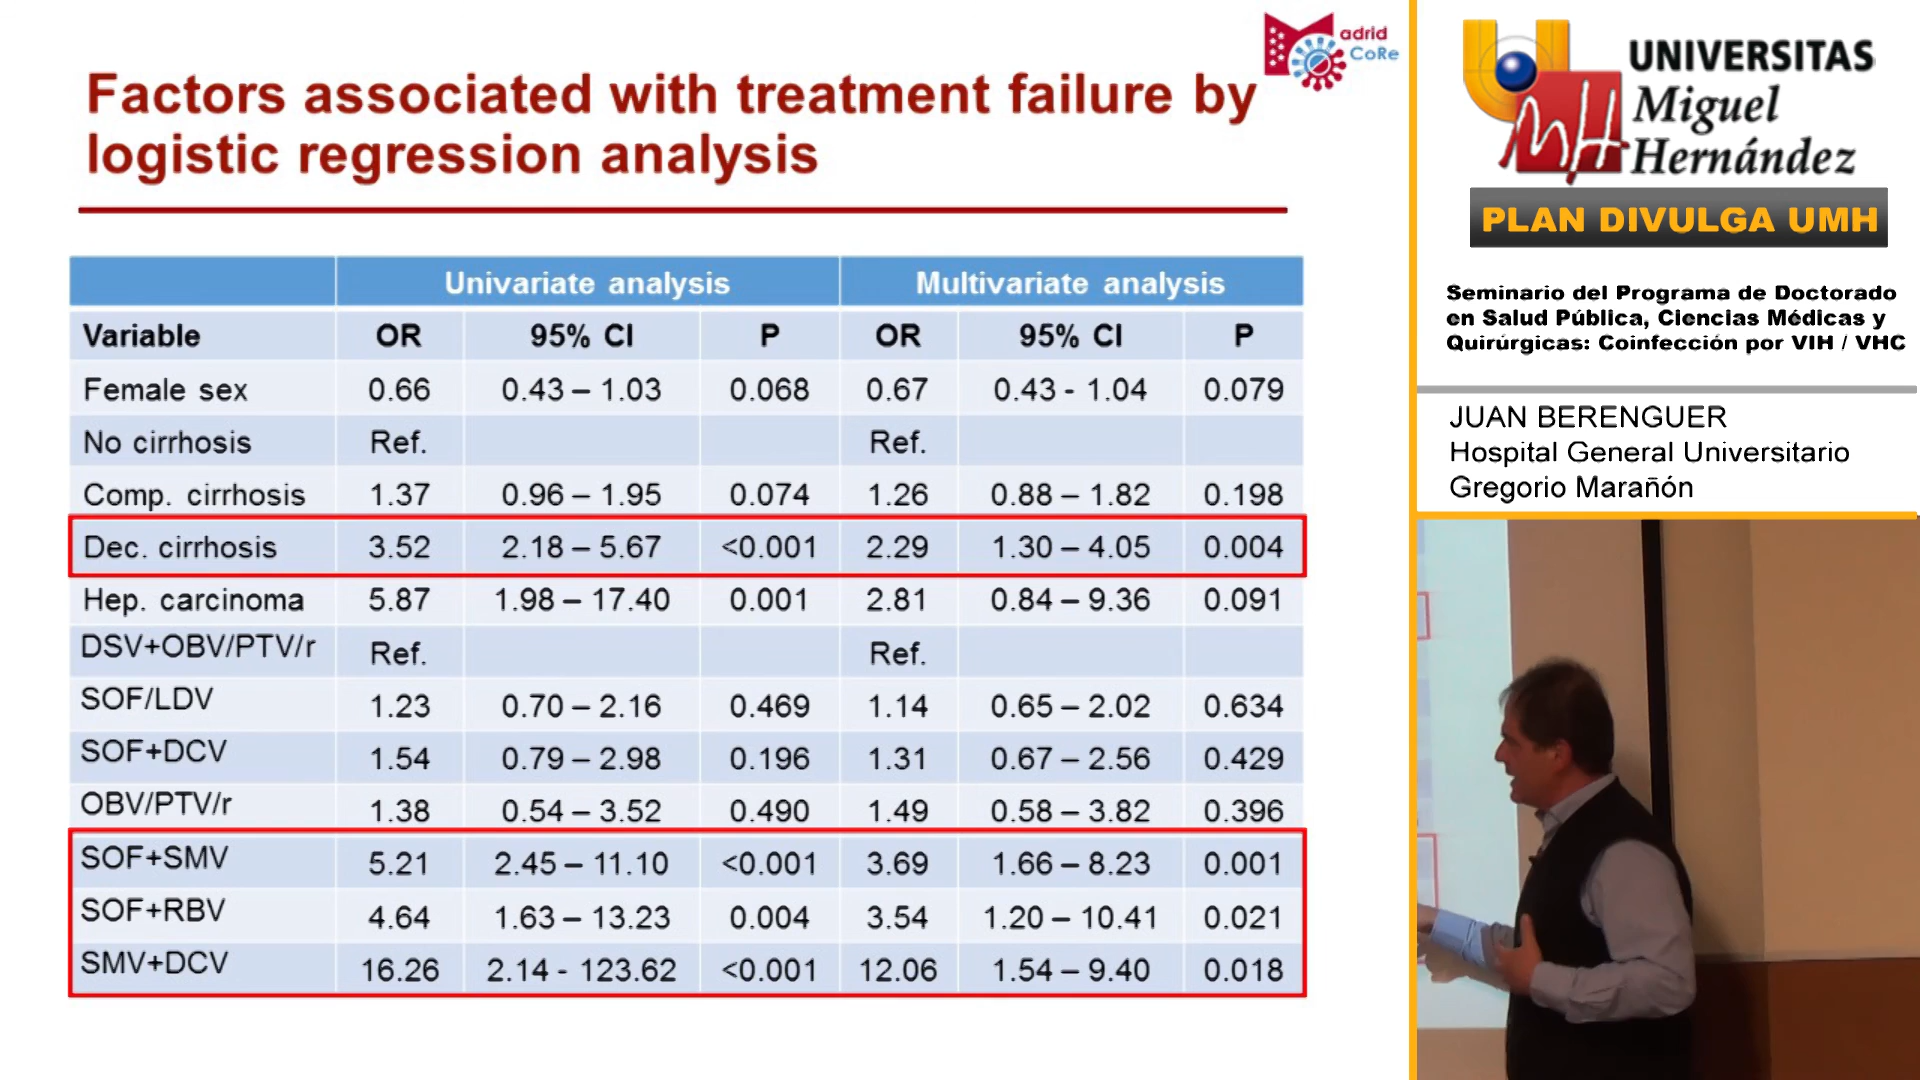 Factors associated with treatment failure by
logistic regression analysis
Madrid
CoRe
Univariate analysis Multivariate analysis
Variable OR 95% CI P OR 95% CI P
Female sex 0.66 0.43 – 1.03 0.068 0.67 0.43 - 1.04 0.079
No cirrhosis Ref. Ref.
Comp. cirrhosis 1.37 0.96 – 1.95 0.074 1.26 0.88 – 1.82 0.198
Dec. cirrhosis 3.52 2.18 – 5.67 <0.001 2.29 1.30 – 4.05 0.004
Hep. carcinoma 5.87 1.98 – 17.40 0.001 2.81 0.84 – 9.36 0.091
DSV+OBV/PTV/r Ref. Ref.
SOF/LDV 1.23 0.70 – 2.16 0.469 1.14 0.65 – 2.02 0.634
SOF+DCV 1.54 0.79 – 2.98 0.196 1.31 0.67 – 2.56 0.429
OBV/PTV/r 1.38 0.54 – 3.52 0.490 1.49 0.58 – 3.82 0.396
SOF+SMV 5.21 2.45 – 11.10 <0.001 3.69 1.66 – 8.23 0.001
SOF+RBV 4.64 1.63 – 13.23 0.004 3.54 1.20 – 10.41 0.021
SMV+DCV 16.26 2.14 - 123.62 <0.001 12.06 1.54 – 9.40 0.018
UMH
UNIVERSITAS
Miguel
Hernández
PLAN DIVULGA UMH
Seminario del Programa de Doctorado
en Salud Pública, Ciencias Médicas y
Quirúrgicas: Coinfección por VIH / VHC
JUAN BERENGUER
Hospital General Universitario
Gregorio Marañón